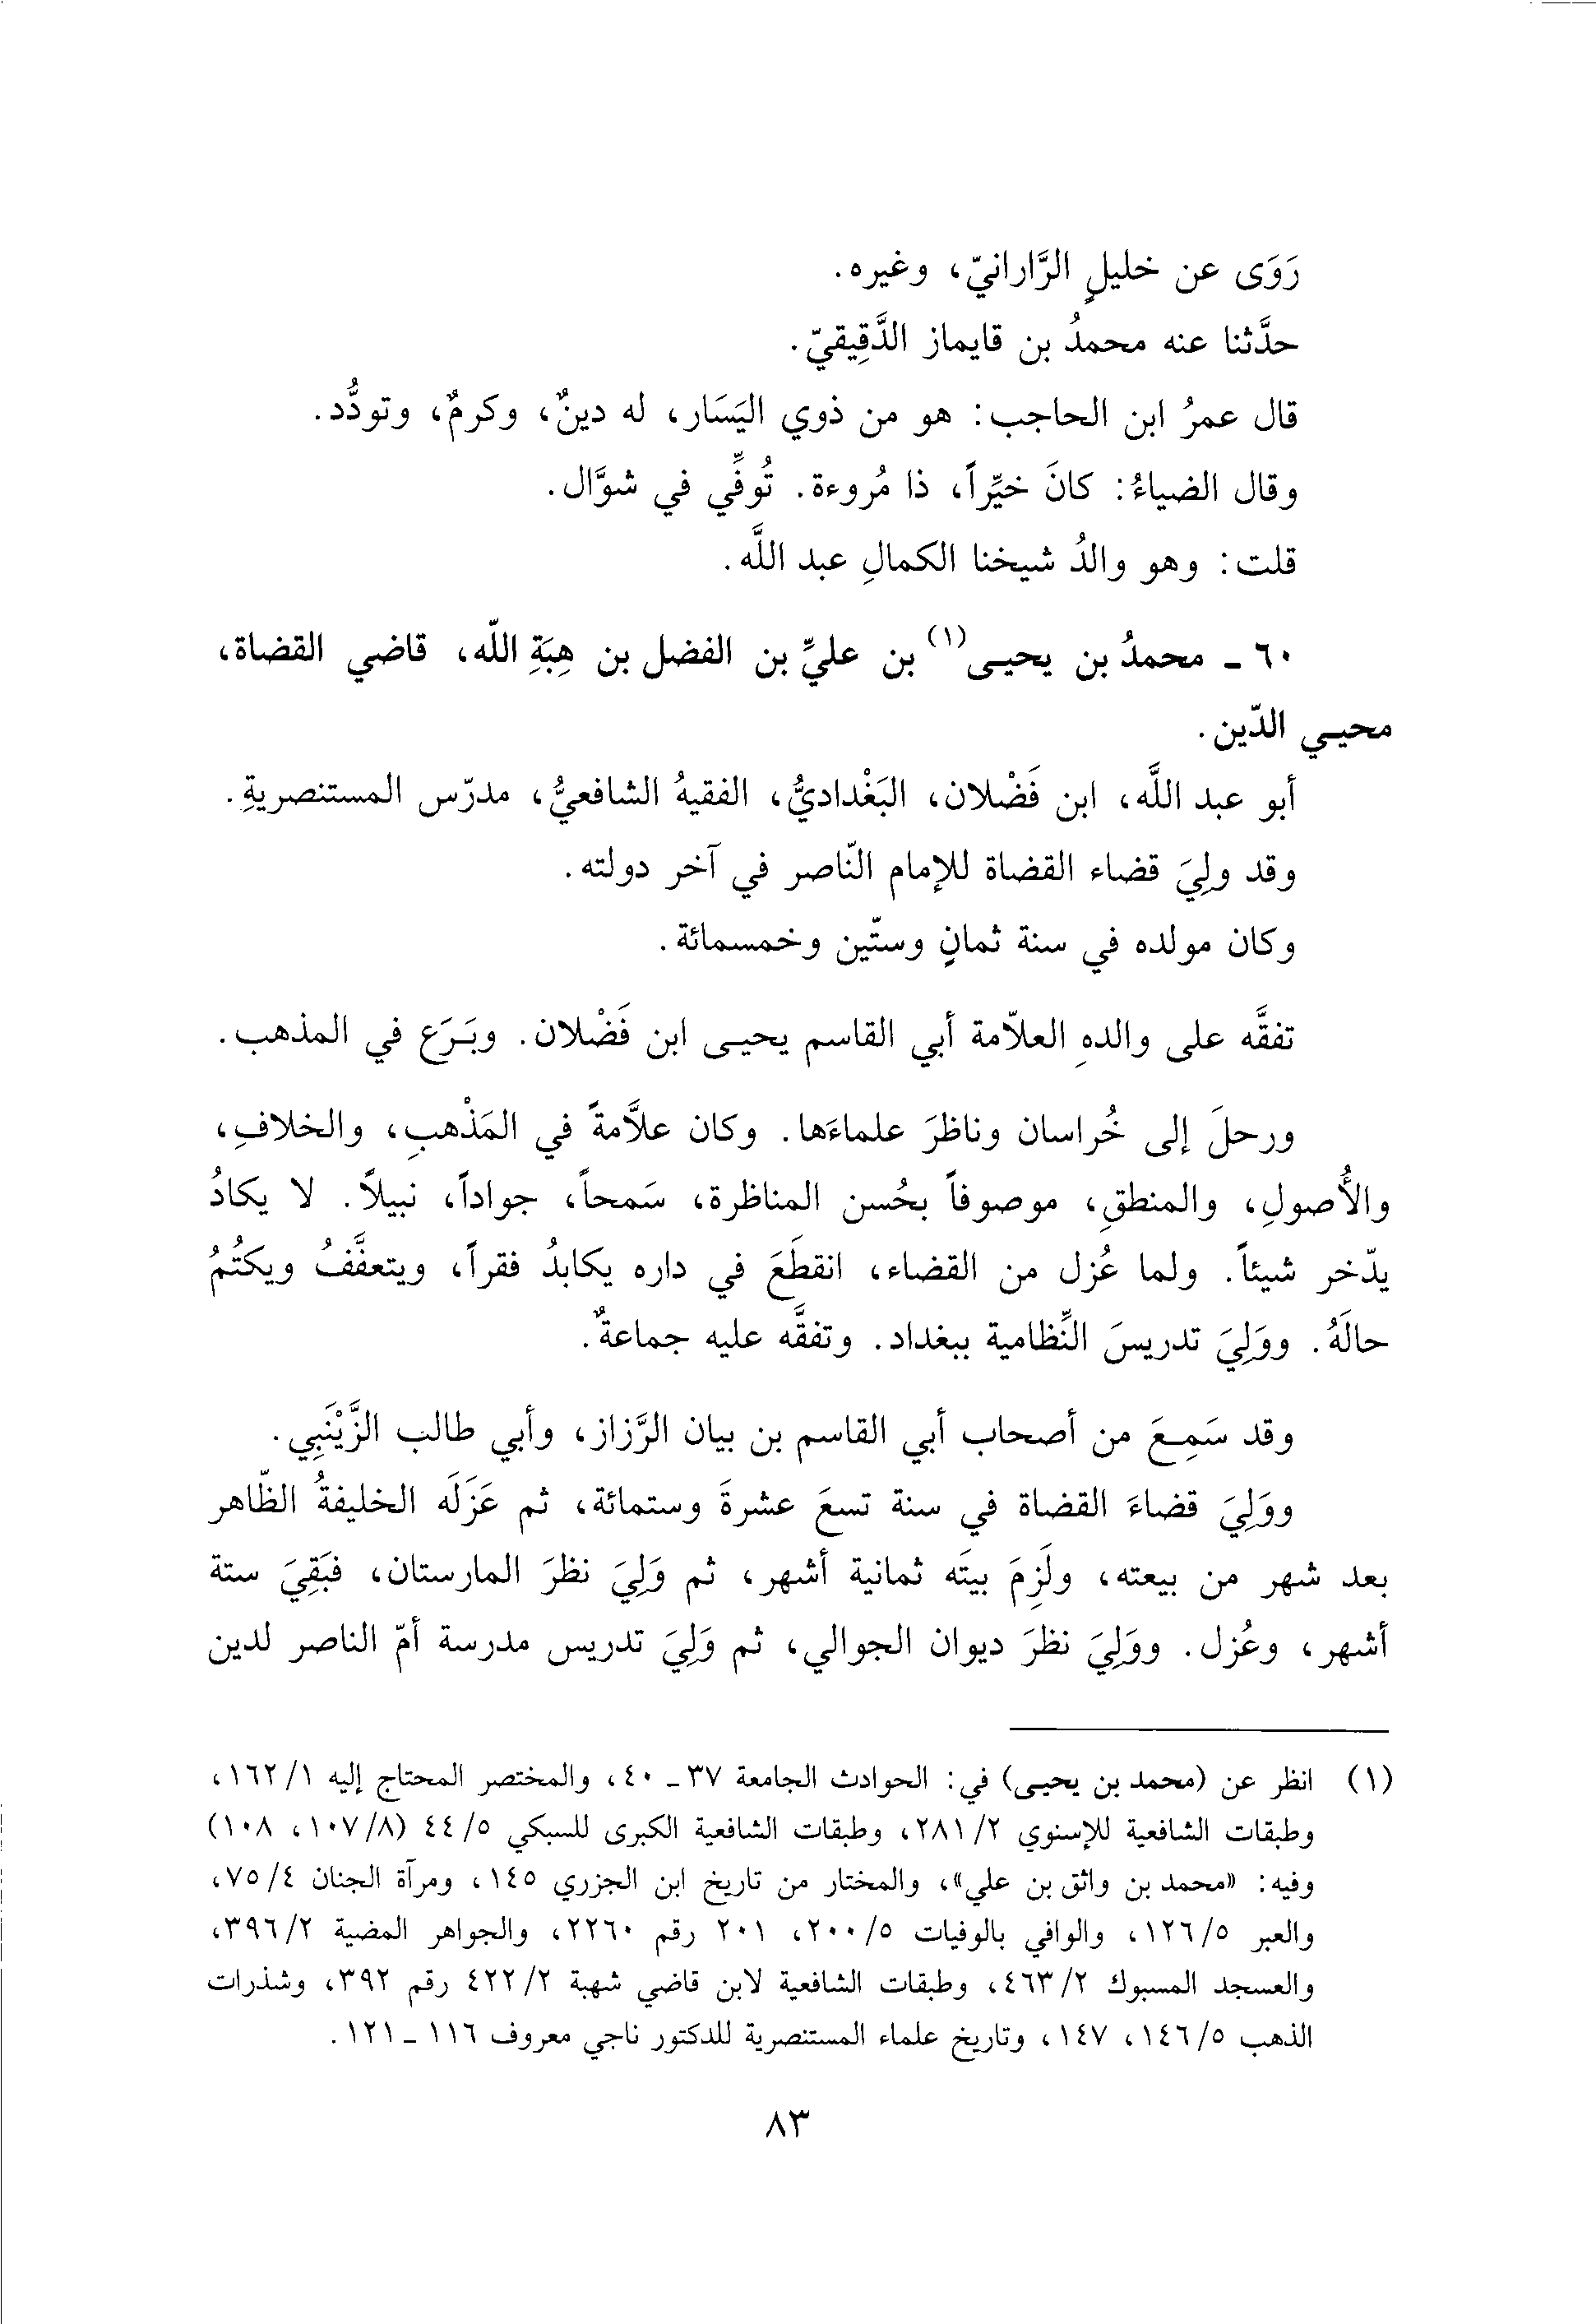 رَوَى عن خليلٍ الرَّارانيّ، وغيره.
حدَّثنا عنه محمدُ بن قايماز الدَّقِيقيّ.
قال عمرُ ابن الحاجب: هو من ذوي اليَسَار، له دينٌ، وكرمٌ، وتودُّد.
وقال الضياءُ: كانَ خيِّراً، ذا مُروءة. تُوفِّي في شوَّال.
قلت: وهو والدُ شيخنا الكمالِ عبد اللَّه.
٦٠ ـ محمدُ بن يحيـى(١) بن عليِّ بن الفضل بن هِبَةِ اللّه، قاضي القضاة،
محيـي الدّين.
أبو عبد اللَّه، ابن فَضْلان، البَغْداديُّ، الفقيهُ الشافعيُّ، مدرّس المستنصريةِ.
وقد ولِيَ قضاء القضاة للإمام النّاصر في آخر دولته.
وكان مولده في سنة ثمانٍ وستّين وخمسمائة.
تفقَّه على والدهِ العلاّمة أبي القاسم يحيـى ابن فَضْلان. وبَـرَع في المذهب.
ورحلَ إلى خُراسان وناظرَ علماءَها. وكان علاَّمةً في المَذْهبِ، والخلافِ،
والأُصولِ، والمنطقِ، موصوفاً بحُسن المناظرة، سَمحاً، جواداً، نبيلاً. لا يكادُ
يدّخر شيئاً. ولما عُزل من القضاء، انقطَعَ في داره يكابدُ فقراً، ويتعفَّفُ ويكتُمُ
حالَهُ. ووَلِيَ تدريسَ النِّظامية ببغداد. وتفقَّه عليه جماعةٌ.
وقد سَمِـعَ من أصحاب أبي القاسم بن بيان الرَّزاز، وأبي طالب الزَّيْنَبِي.
ووَلِيَ قضاءَ القضاة في سنة تسعَ عشرةَ وستمائة، ثم عَزَلَه الخليفةُ الظّاهر
بعد شهر من بيعته، ولَزِمَ بيتَه ثمانية أشهر، ثم وَلِيَ نظرَ المارستان، فبَقِيَ ستة
أشهر، وعُزل. ووَلِيَ نظرَ ديوان الجوالي، ثم وَلِيَ تدريس مدرسة أمّ الناصر لدين
(١) انظر عن (محمد بن يحيـى) في: الحوادث الجامعة ٣٧ ـ ٤٠، والمختصر المحتاج إليه ١/ ١٦٢،
وطبقات الشافعية للإسنوي ٢/ ٢٨١، وطبقات الشافعية الكبرى للسبكي ٥/ ٤٤ (٨/ ١٠٧، ١٠٨)
وفيه: «محمد بن واثق بن علي»، والمختار من تاريخ ابن الجزري ١٤٥، ومرآة الجنان ٤/ ٧٥،
والعبر ٥/ ١٢٦، والوافي بالوفيات ٥/ ٢٠٠، ٢٠١ رقم ٢٢٦٠، والجواهر المضية ٢/ ٣٩٦،
والعسجد المسبوك ٢/ ٤٦٣، وطبقات الشافعية لابن قاضي شهبة ٢/ ٤٢٢ رقم ٣٩٢، وشذرات
الذهب ٥/ ١٤٦، ١٤٧، وتاريخ علماء المستنصرية للدكتور ناجي معروف ١١٦ ـ ١٢١.
٨٣